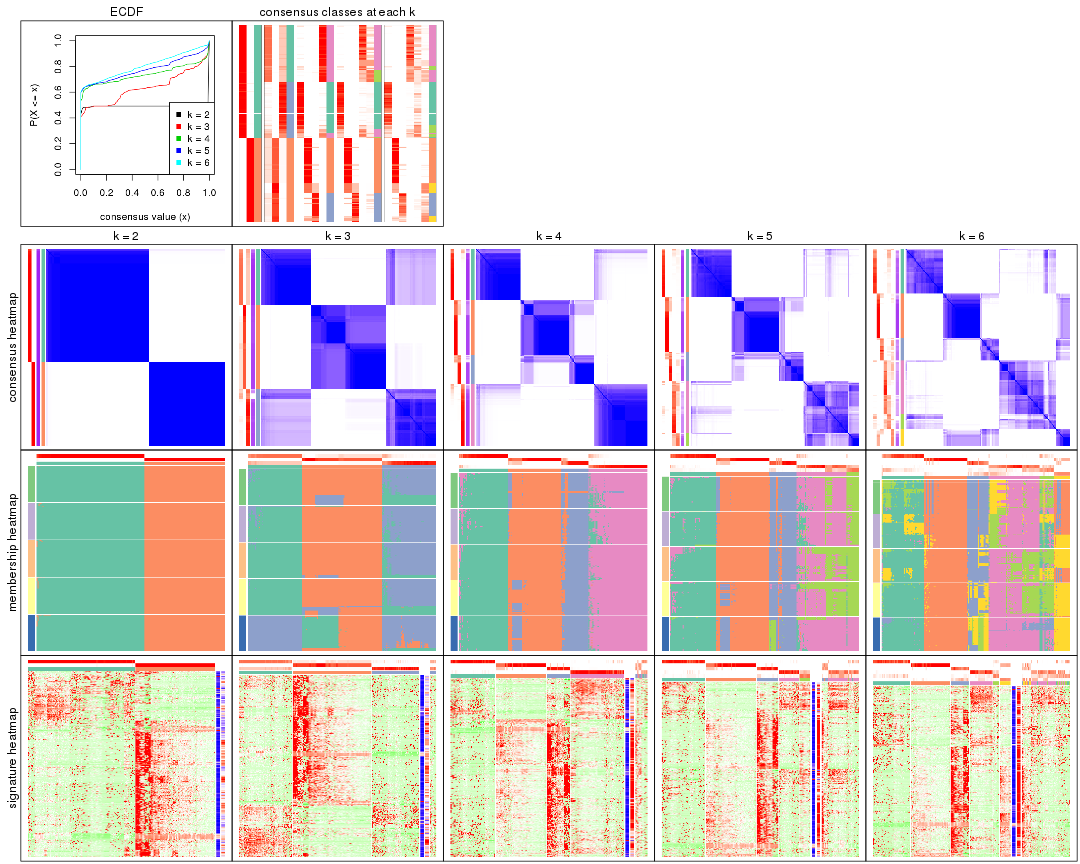 ECDF
consensus classes at each k
P(X <= x)
1.0
0.8
0.6
0.4
0.2
0.0
k = 2
k = 3
k = 4
k = 5
k = 6
0.0 0.2 0.4 0.6 0.8 1.0
consensus value (x)
k = 2 k = 3 k = 4 k = 5 k = 6
consensus heatmap
membership heatmap
signature heatmap